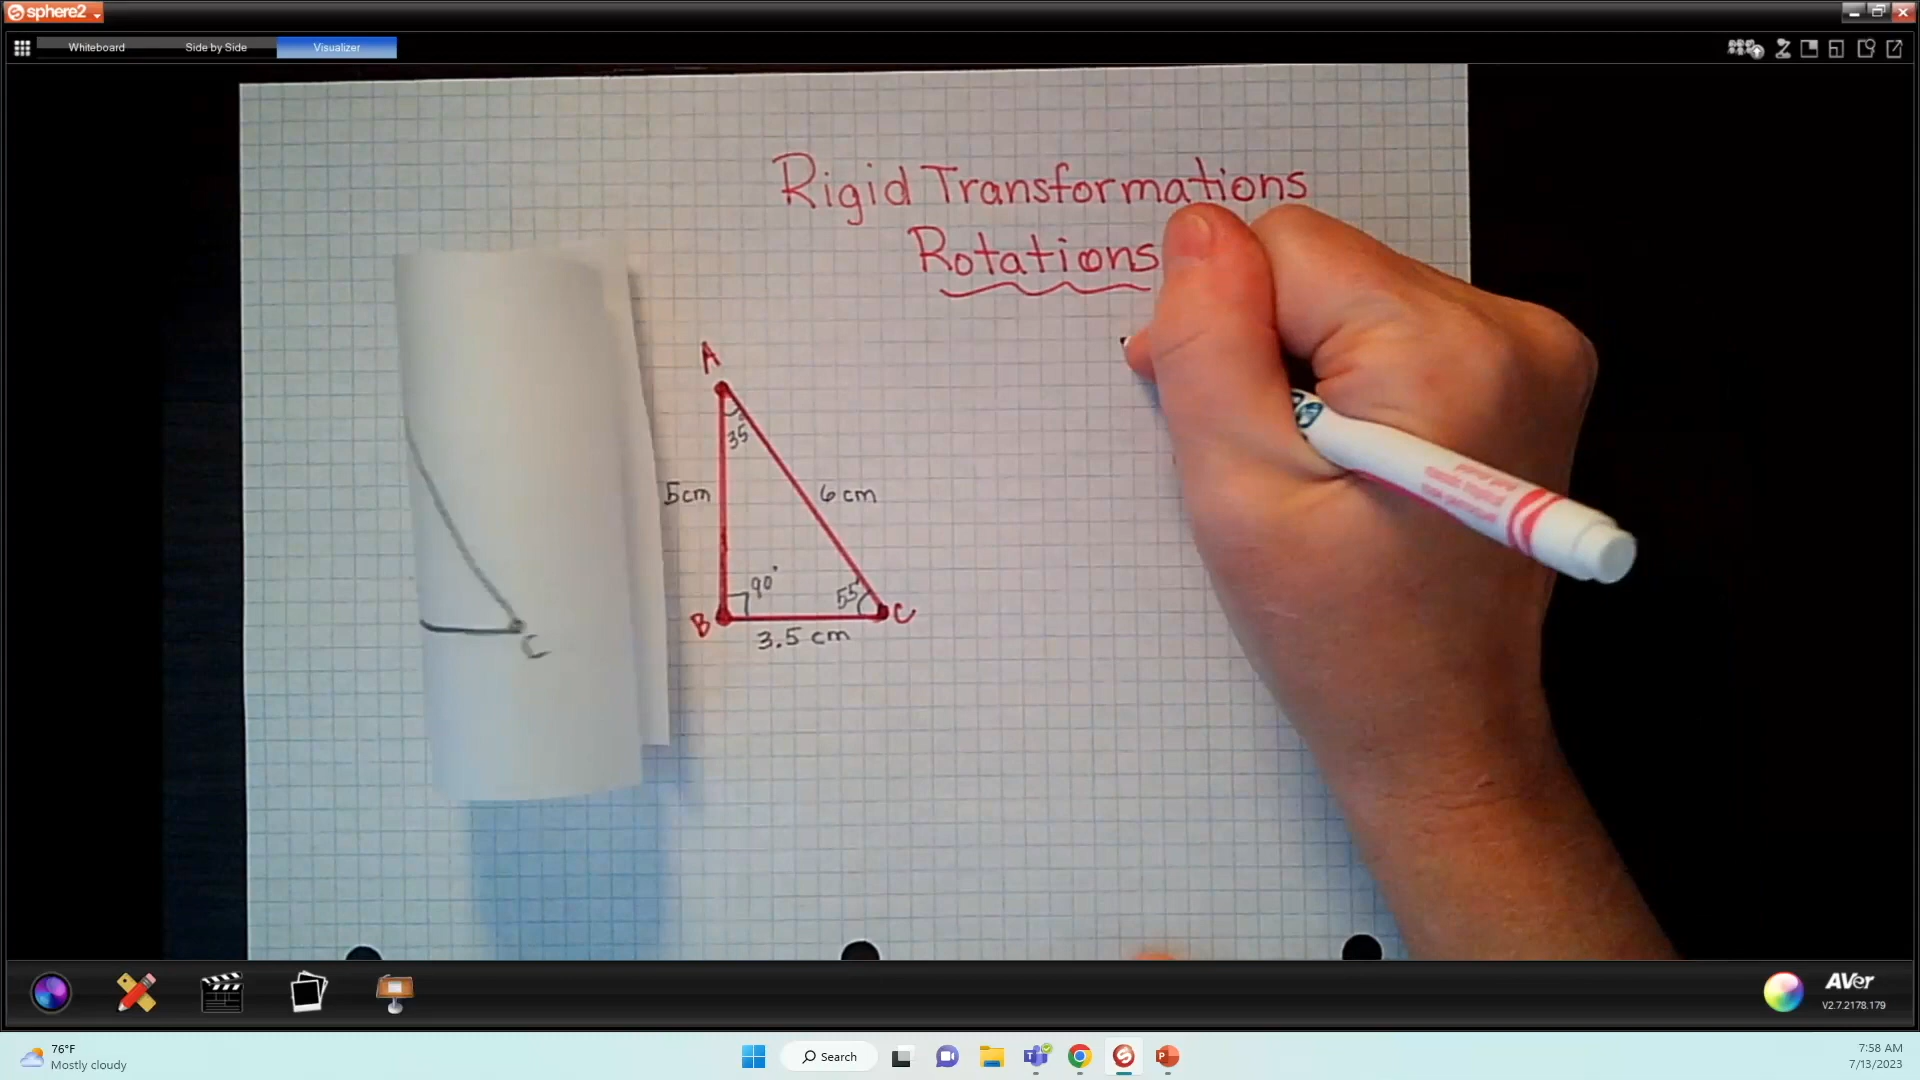 sphere2
Whiteboard
Side by Side
Visualizer
Rigid Transformations
Rotations
A
35
5cm
6 cm
90°
55
B
C
3.5 cm
C
AVer
V2.7.2178.179
76°F
Mostly cloudy
Search
7:58 AM
7/13/2023